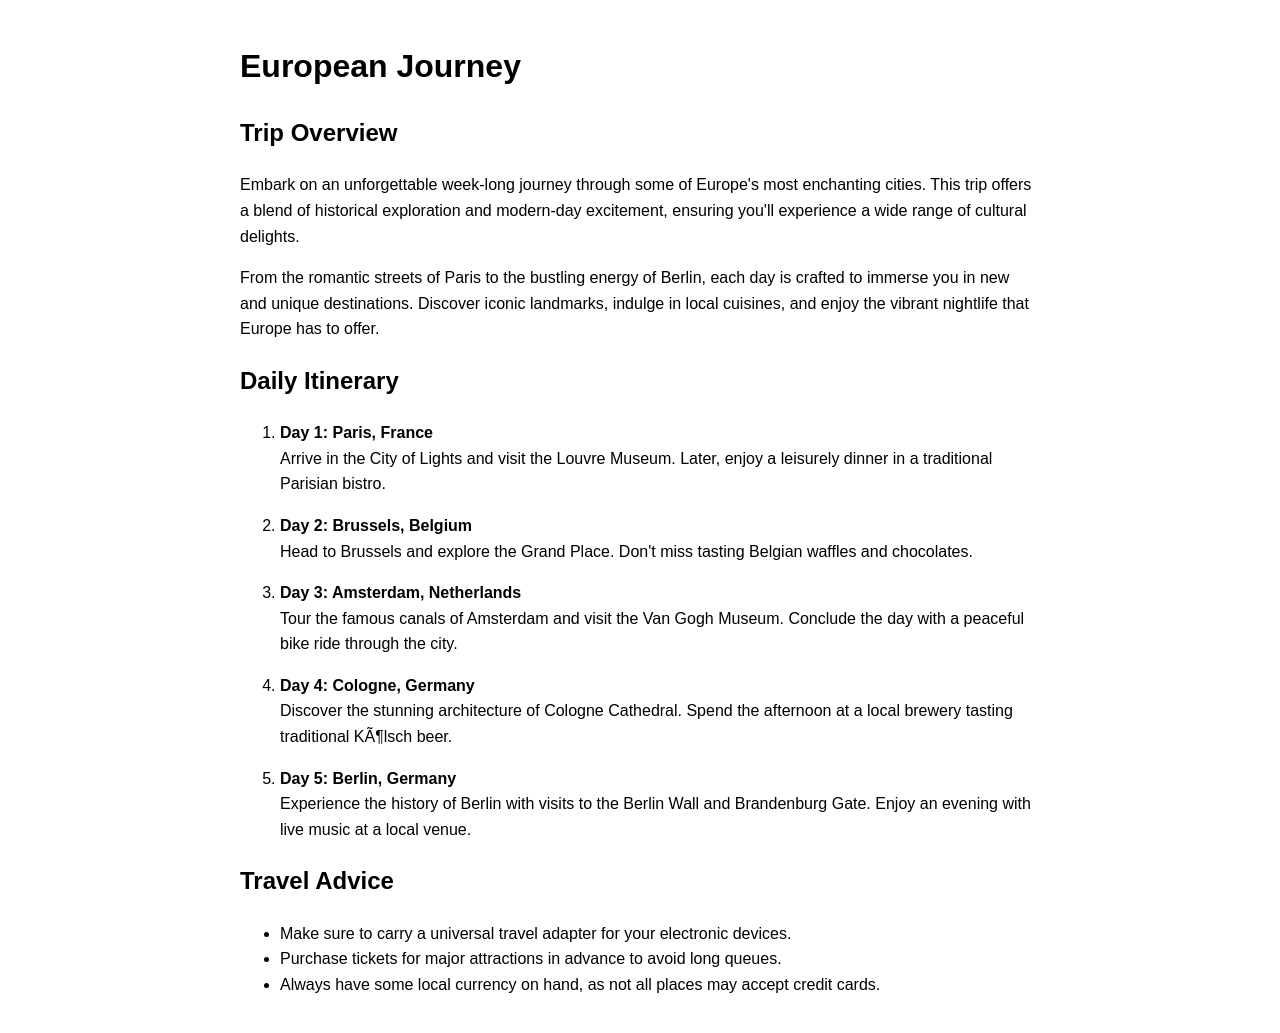 European Journey
Trip Overview
Embark on an unforgettable week-long journey through some of Europe's most enchanting cities. This trip offers
a blend of historical exploration and modern-day excitement, ensuring you'll experience a wide range of cultural
delights.
From the romantic streets of Paris to the bustling energy of Berlin, each day is crafted to immerse you in new
and unique destinations. Discover iconic landmarks, indulge in local cuisines, and enjoy the vibrant nightlife that
Europe has to offer.
Daily Itinerary
1. Day 1: Paris, France
Arrive in the City of Lights and visit the Louvre Museum. Later, enjoy a leisurely dinner in a traditional
Parisian bistro.
2. Day 2: Brussels, Belgium
Head to Brussels and explore the Grand Place. Don't miss tasting Belgian waffles and chocolates.
3. Day 3: Amsterdam, Netherlands
Tour the famous canals of Amsterdam and visit the Van Gogh Museum. Conclude the day with a peaceful
bike ride through the city.
4. Day 4: Cologne, Germany
Discover the stunning architecture of Cologne Cathedral. Spend the afternoon at a local brewery tasting
traditional KÃ¶lsch beer.
5. Day 5: Berlin, Germany
Experience the history of Berlin with visits to the Berlin Wall and Brandenburg Gate. Enjoy an evening with
live music at a local venue.
Travel Advice
• Make sure to carry a universal travel adapter for your electronic devices.
• Purchase tickets for major attractions in advance to avoid long queues.
• Always have some local currency on hand, as not all places may accept credit cards.